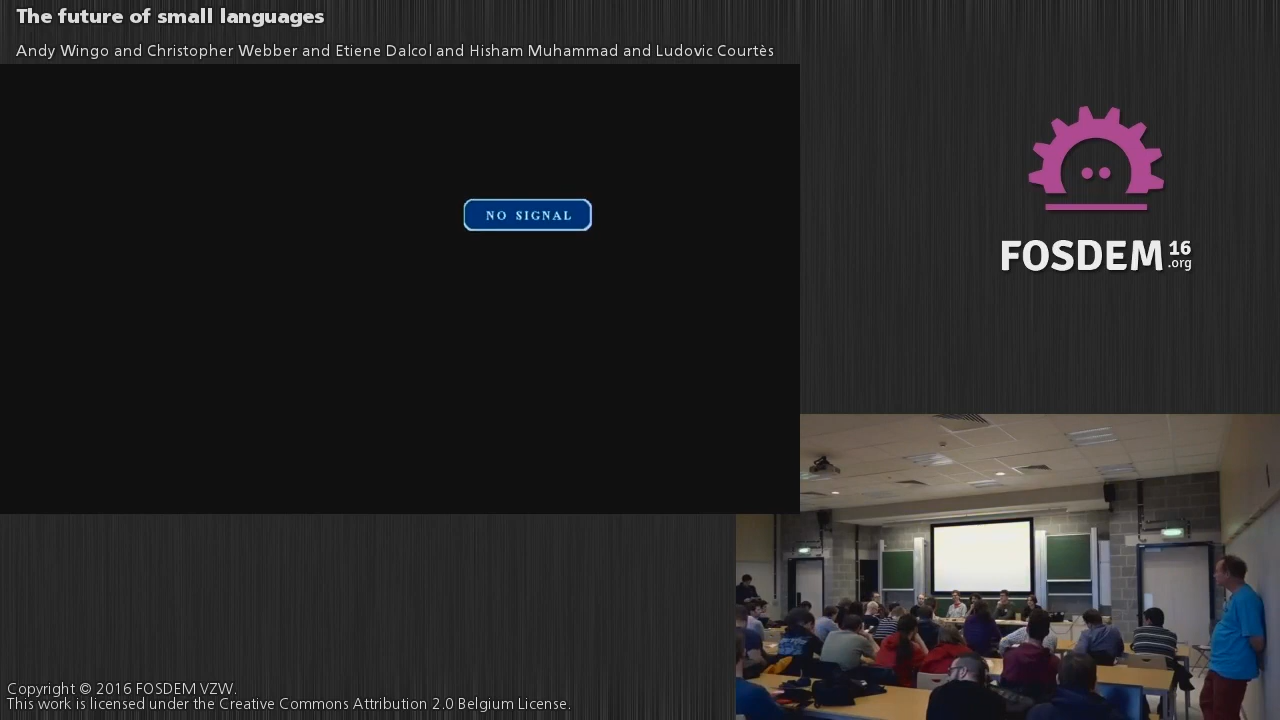 The future of small languages
Andy Wingo and Christopher Webber and Etiene Dalcol and Hisham Muhammad and Ludovic Courtès
NO SIGNAL
FOSDEM 16
.org
Copyright © 2016 FOSDEM VZW.
This work is licensed under the Creative Commons Attribution 2.0 Belgium License.